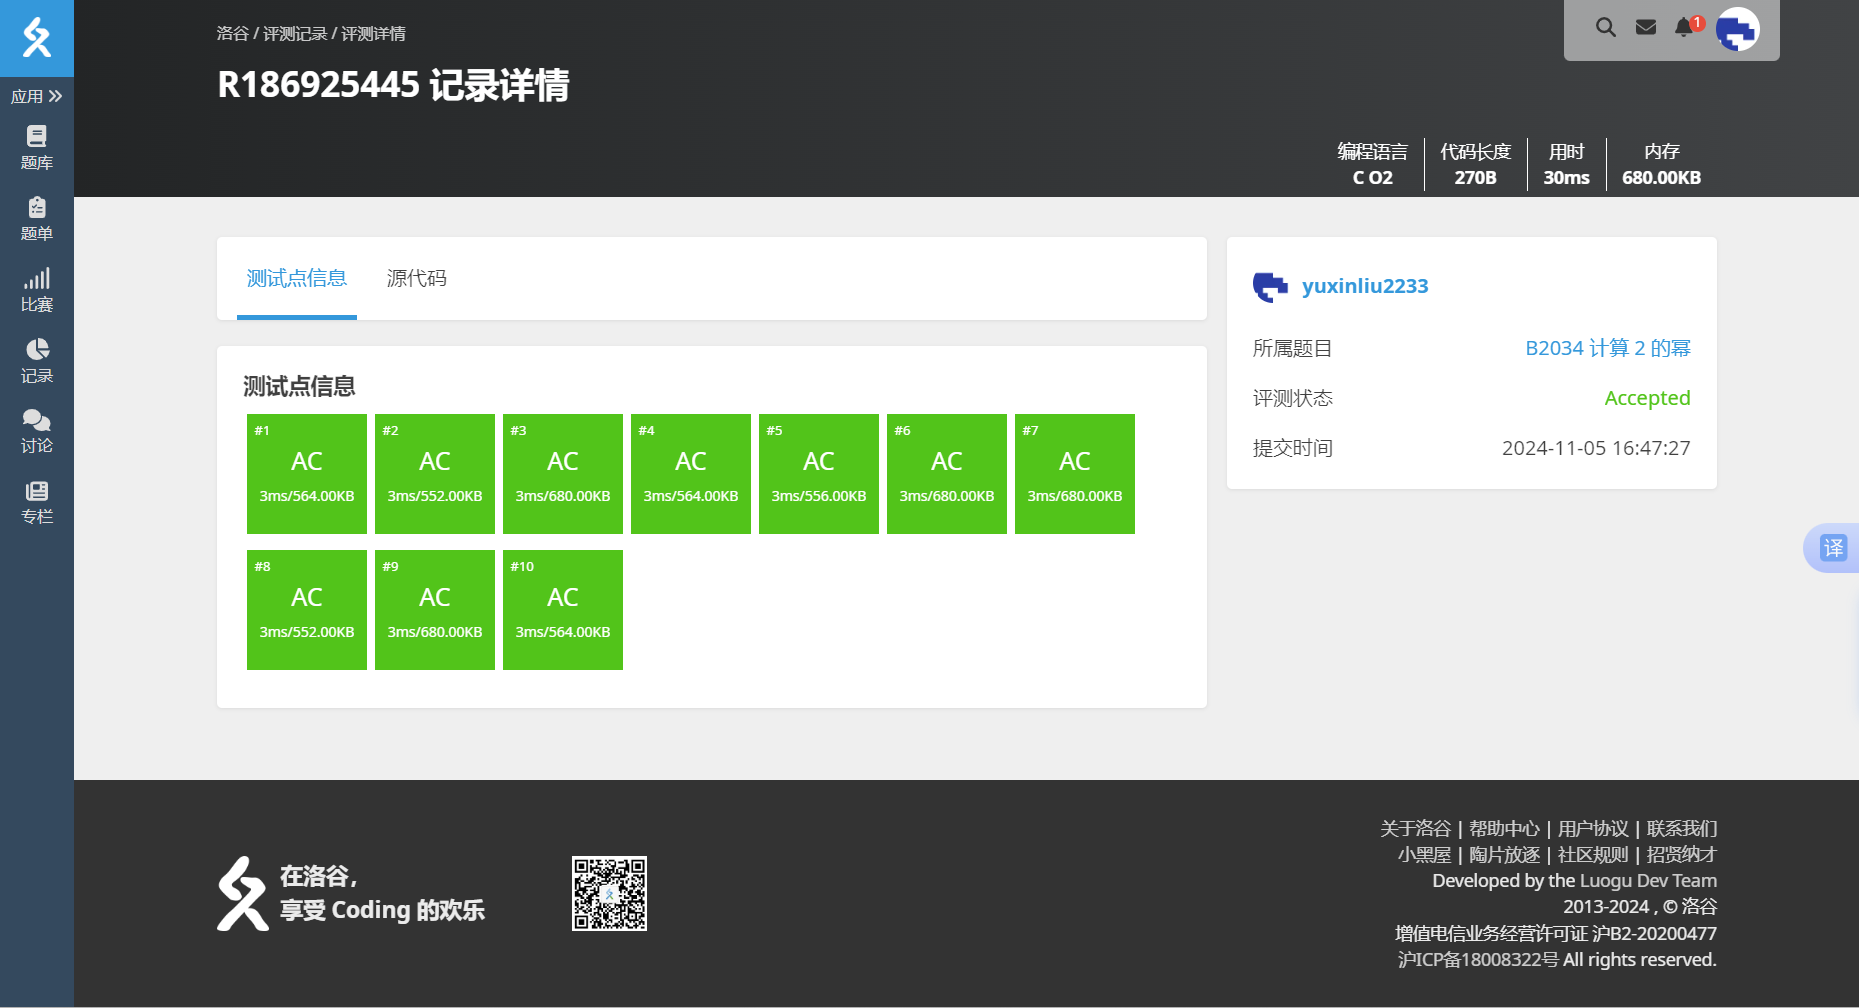 洛谷 / 评测记录 / 评测详情
R186925445 记录详情
1
编程语言 代码长度 用时 内存
C O2 270B 30ms 680.00KB
应用
题库
题单
比赛
记录
讨论
专栏
测试点信息 源代码
测试点信息
#1 #2 #3 #4 #5 #6 #7
AC AC AC AC AC AC AC
3ms/564.00KB 3ms/552.00KB 3ms/680.00KB 3ms/564.00KB 3ms/556.00KB 3ms/680.00KB 3ms/680.00KB
#8 #9 #10
AC AC AC
3ms/552.00KB 3ms/680.00KB 3ms/564.00KB
yuxinliu2233
所属题目 B2034 计算 2 的幂
评测状态 Accepted
提交时间 2024-11-05 16:47:27
译
在洛谷，
享受 Coding 的欢乐
关于洛谷 | 帮助中心 | 用户协议 | 联系我们
小黑屋 | 陶片放逐 | 社区规则 | 招贤纳才
Developed by the Luogu Dev Team
2013-2024 , © 洛谷
增值电信业务经营许可证 沪B2-20200477
沪ICP备18008322号 All rights reserved.